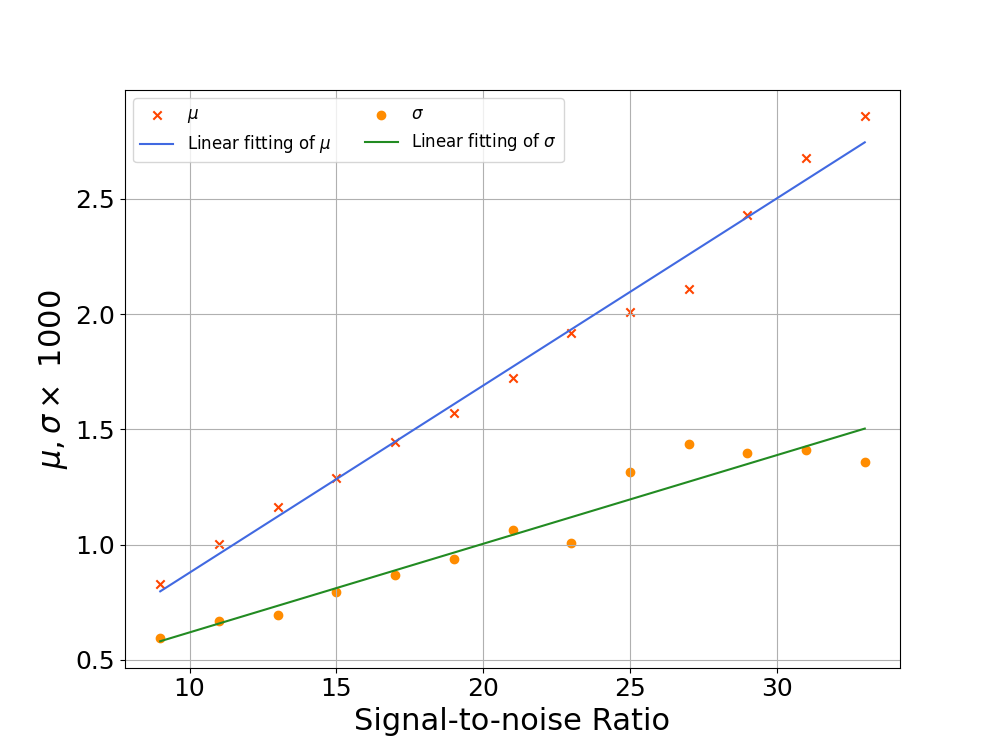 μ
σ
Linear fitting of μ
Linear fitting of σ
2.5
2.0
1.5
1.0
0.5
μ, σ × 1000
10 15 20 25 30
Signal-to-noise Ratio